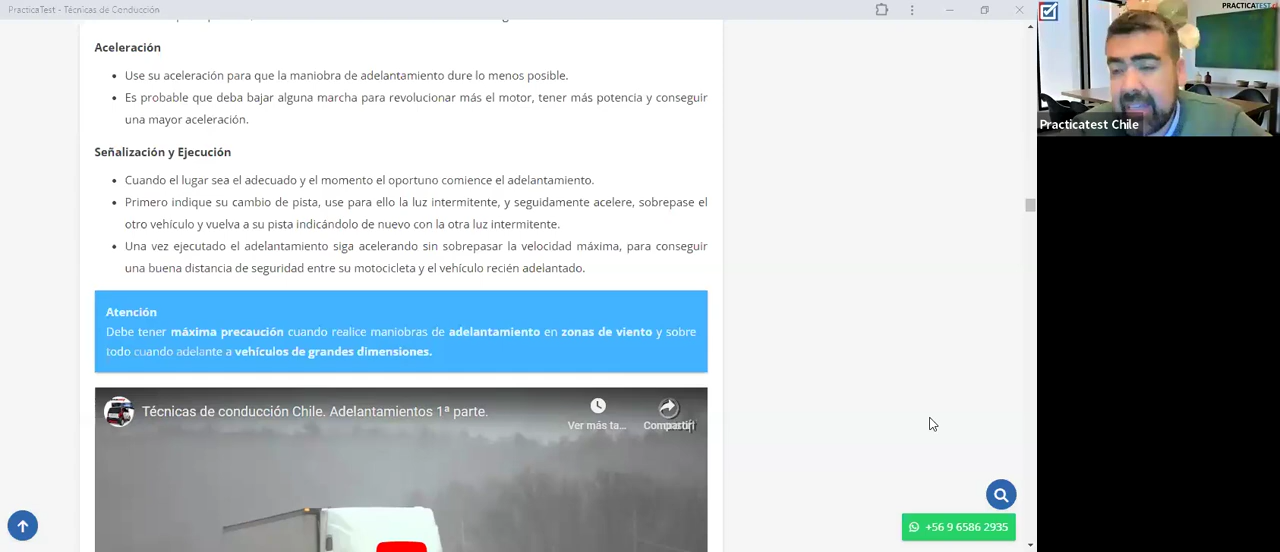 PracticaTest - Técnicas de Conducción
PRACTICATEST
Aceleración
Use su aceleración para que la maniobra de adelantamiento dure lo menos posible.
Es probable que deba bajar alguna marcha para revolucionar más el motor, tener más potencia y conseguir
una mayor aceleración.
Practicatest Chile
Señalización y Ejecución
Cuando el lugar sea el adecuado y el momento el oportuno comience el adelantamiento.
Primero indique su cambio de pista, use para ello la luz intermitente, y seguidamente acelere, sobrepase el
otro vehículo y vuelva a su pista indicándolo de nuevo con la otra luz intermitente.
Una vez ejecutado el adelantamiento siga acelerando sin sobrepasar la velocidad máxima, para conseguir
una buena distancia de seguridad entre su motocicleta y el vehículo recién adelantado.
Atención
Debe tener máxima precaución cuando realice maniobras de adelantamiento en zonas de viento y sobre
todo cuando adelante a vehículos de grandes dimensiones.
Técnicas de conducción Chile. Adelantamientos 1ª parte.
Ver más ta...
Compartir
+56 9 6586 2935